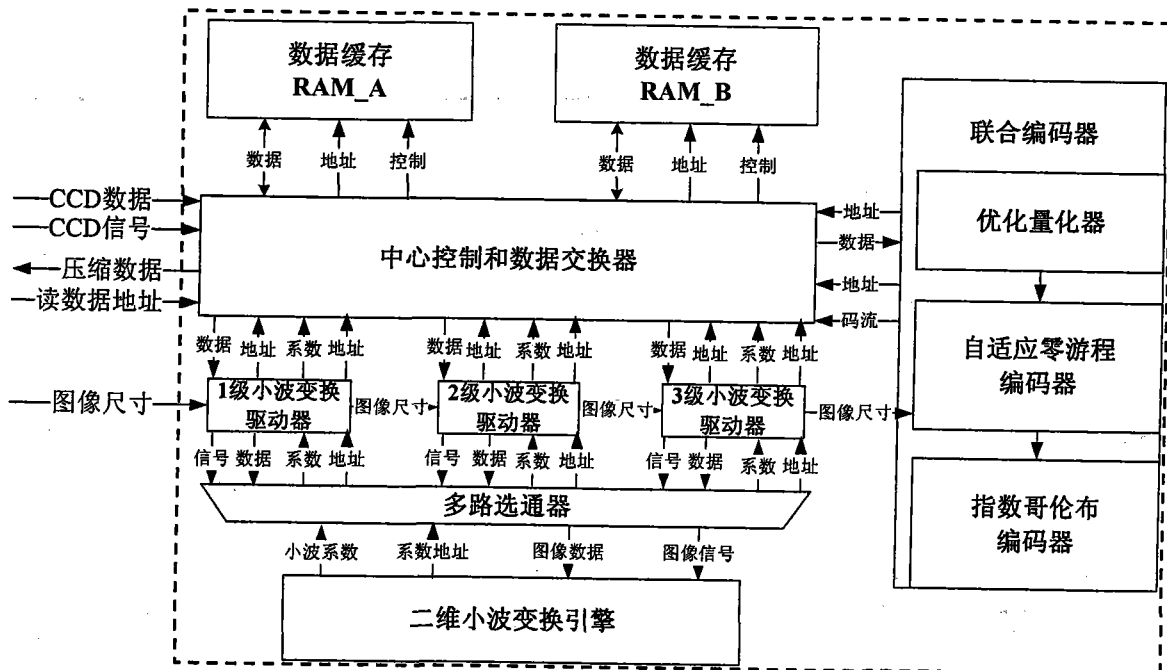 数据缓存
RAM_A
数据缓存
RAM_B
联合编码器
数据
地址
控制
数据
地址
控制
CCD数据
CCD信号
压缩数据
读数据地址
中心控制和数据交换器
地址
数据
地址
码流
优化量化器
自适应零游程
编码器
指数哥伦布
编码器
数据
地址
系数
地址
数据
地址
系数
地址
数据
地址
系数
地址
图像尺寸
1级小波变换
驱动器
图像尺寸
2级小波变换
驱动器
图像尺寸
3级小波变换
驱动器
图像尺寸
信号
数据
系数
地址
信号
数据
系数
地址
信号
数据
系数
地址
多路选通器
小波系数
系数地址
图像数据
图像信号
二维小波变换引擎